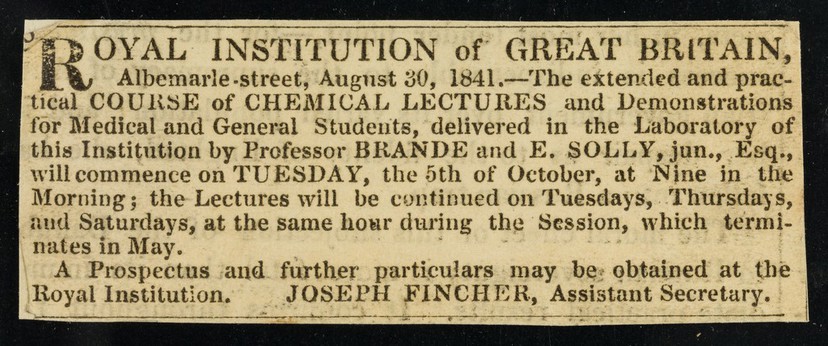 ROYAL INSTITUTION of GREAT BRITAIN,
Albemarle-street, August 30, 1841.—The extended and prac-
tical COURSE of CHEMICAL LECTURES and Demonstrations
for Medical and General Students, delivered in the Laboratory of
this Institution by Professor BRANDE and E. SOLLY, jun., Esq.,
will commence on TUESDAY, the 5th of October, at Nine in the
Morning; the Lectures will be continued on Tuesdays, Thursdays,
and Saturdays, at the same hour during the Session, which termi-
nates in May.
A Prospectus and further particulars may be obtained at the
Royal Institution. JOSEPH FINCHER, Assistant Secretary.